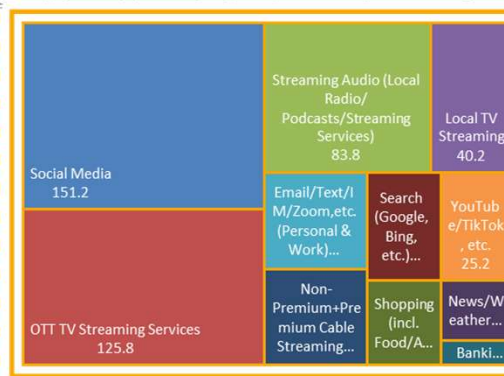 Social Media
151.2
OTT TV Streaming Services
125.8
Streaming Audio (Local
Radio/
Podcasts/Streaming
Services)
83.8
Local TV
Streaming
40.2
Email/Text/I
M/Zoom,etc.
(Personal &
Work)...
Search
(Google,
Bing,
etc.)...
YouTub
e/TikTok
, etc.
25.2
Non-
Premium+Pre
mium Cable
Streaming...
Shopping
(incl.
Food/A...
News/W
eather...
Banki...